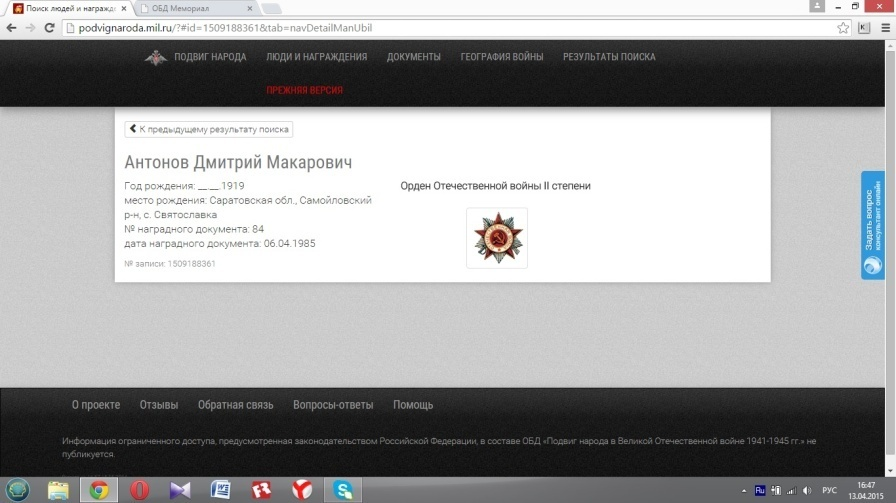 Поиск людей и награжд
ОБД Мемориал
podvignaroda.mil.ru/?#id=1509188361&tab=navDetailManUbil
ПОДВИГ НАРОДА ЛЮДИ И НАГРАЖДЕНИЯ ДОКУМЕНТЫ ГЕОГРАФИЯ ВОЙНЫ РЕЗУЛЬТАТЫ ПОИСКА
ПРЕЖНЯЯ ВЕРСИЯ
К предыдущему результату поиска
Антонов Дмитрий Макарович
Год рождения: __.__.1919
место рождения: Саратовская обл., Самойловский
р-н, с. Святославка
№ наградного документа: 84
дата наградного документа: 06.04.1985
№ записи: 1509188361
Орден Отечественной войны II степени
Задать вопрос
консультант онлайн
О проекте Отзывы Обратная связь Вопросы-ответы Помощь
Информация ограниченного доступа, предусмотренная законодательством Российской Федерации, в составе ОБД «Подвиг народа в Великой Отечественной войне 1941-1945 гг.» не
публикуется.
Ru
РУС
16:47
13.04.2015